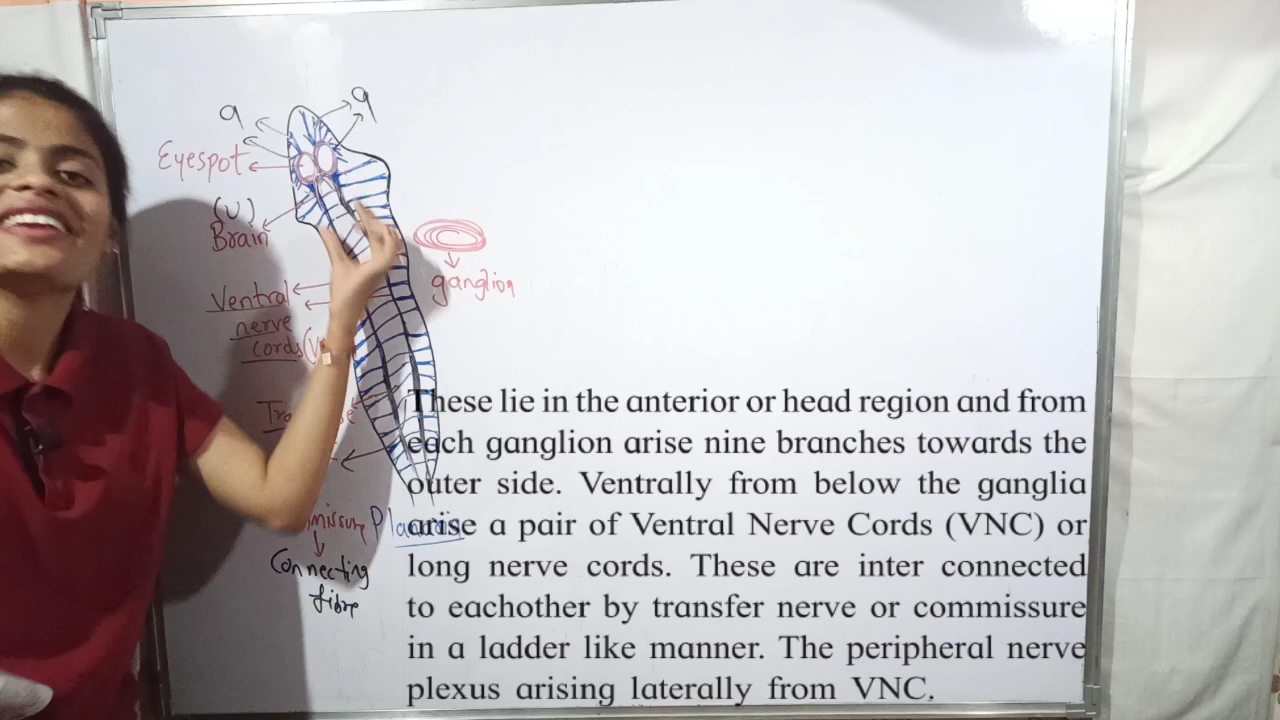 9
9
Eyespot
(U)
Brain
ganglion
Ventral
nerve
cords
Planaria
Connecting
fibre
These lie in the anterior or head region and from
each ganglion arise nine branches towards the
outer side. Ventrally from below the ganglia
arise a pair of Ventral Nerve Cords (VNC) or
long nerve cords. These are inter connected
to eachother by transfer nerve or commissure
in a ladder like manner. The peripheral nerve
plexus arising laterally from VNC.